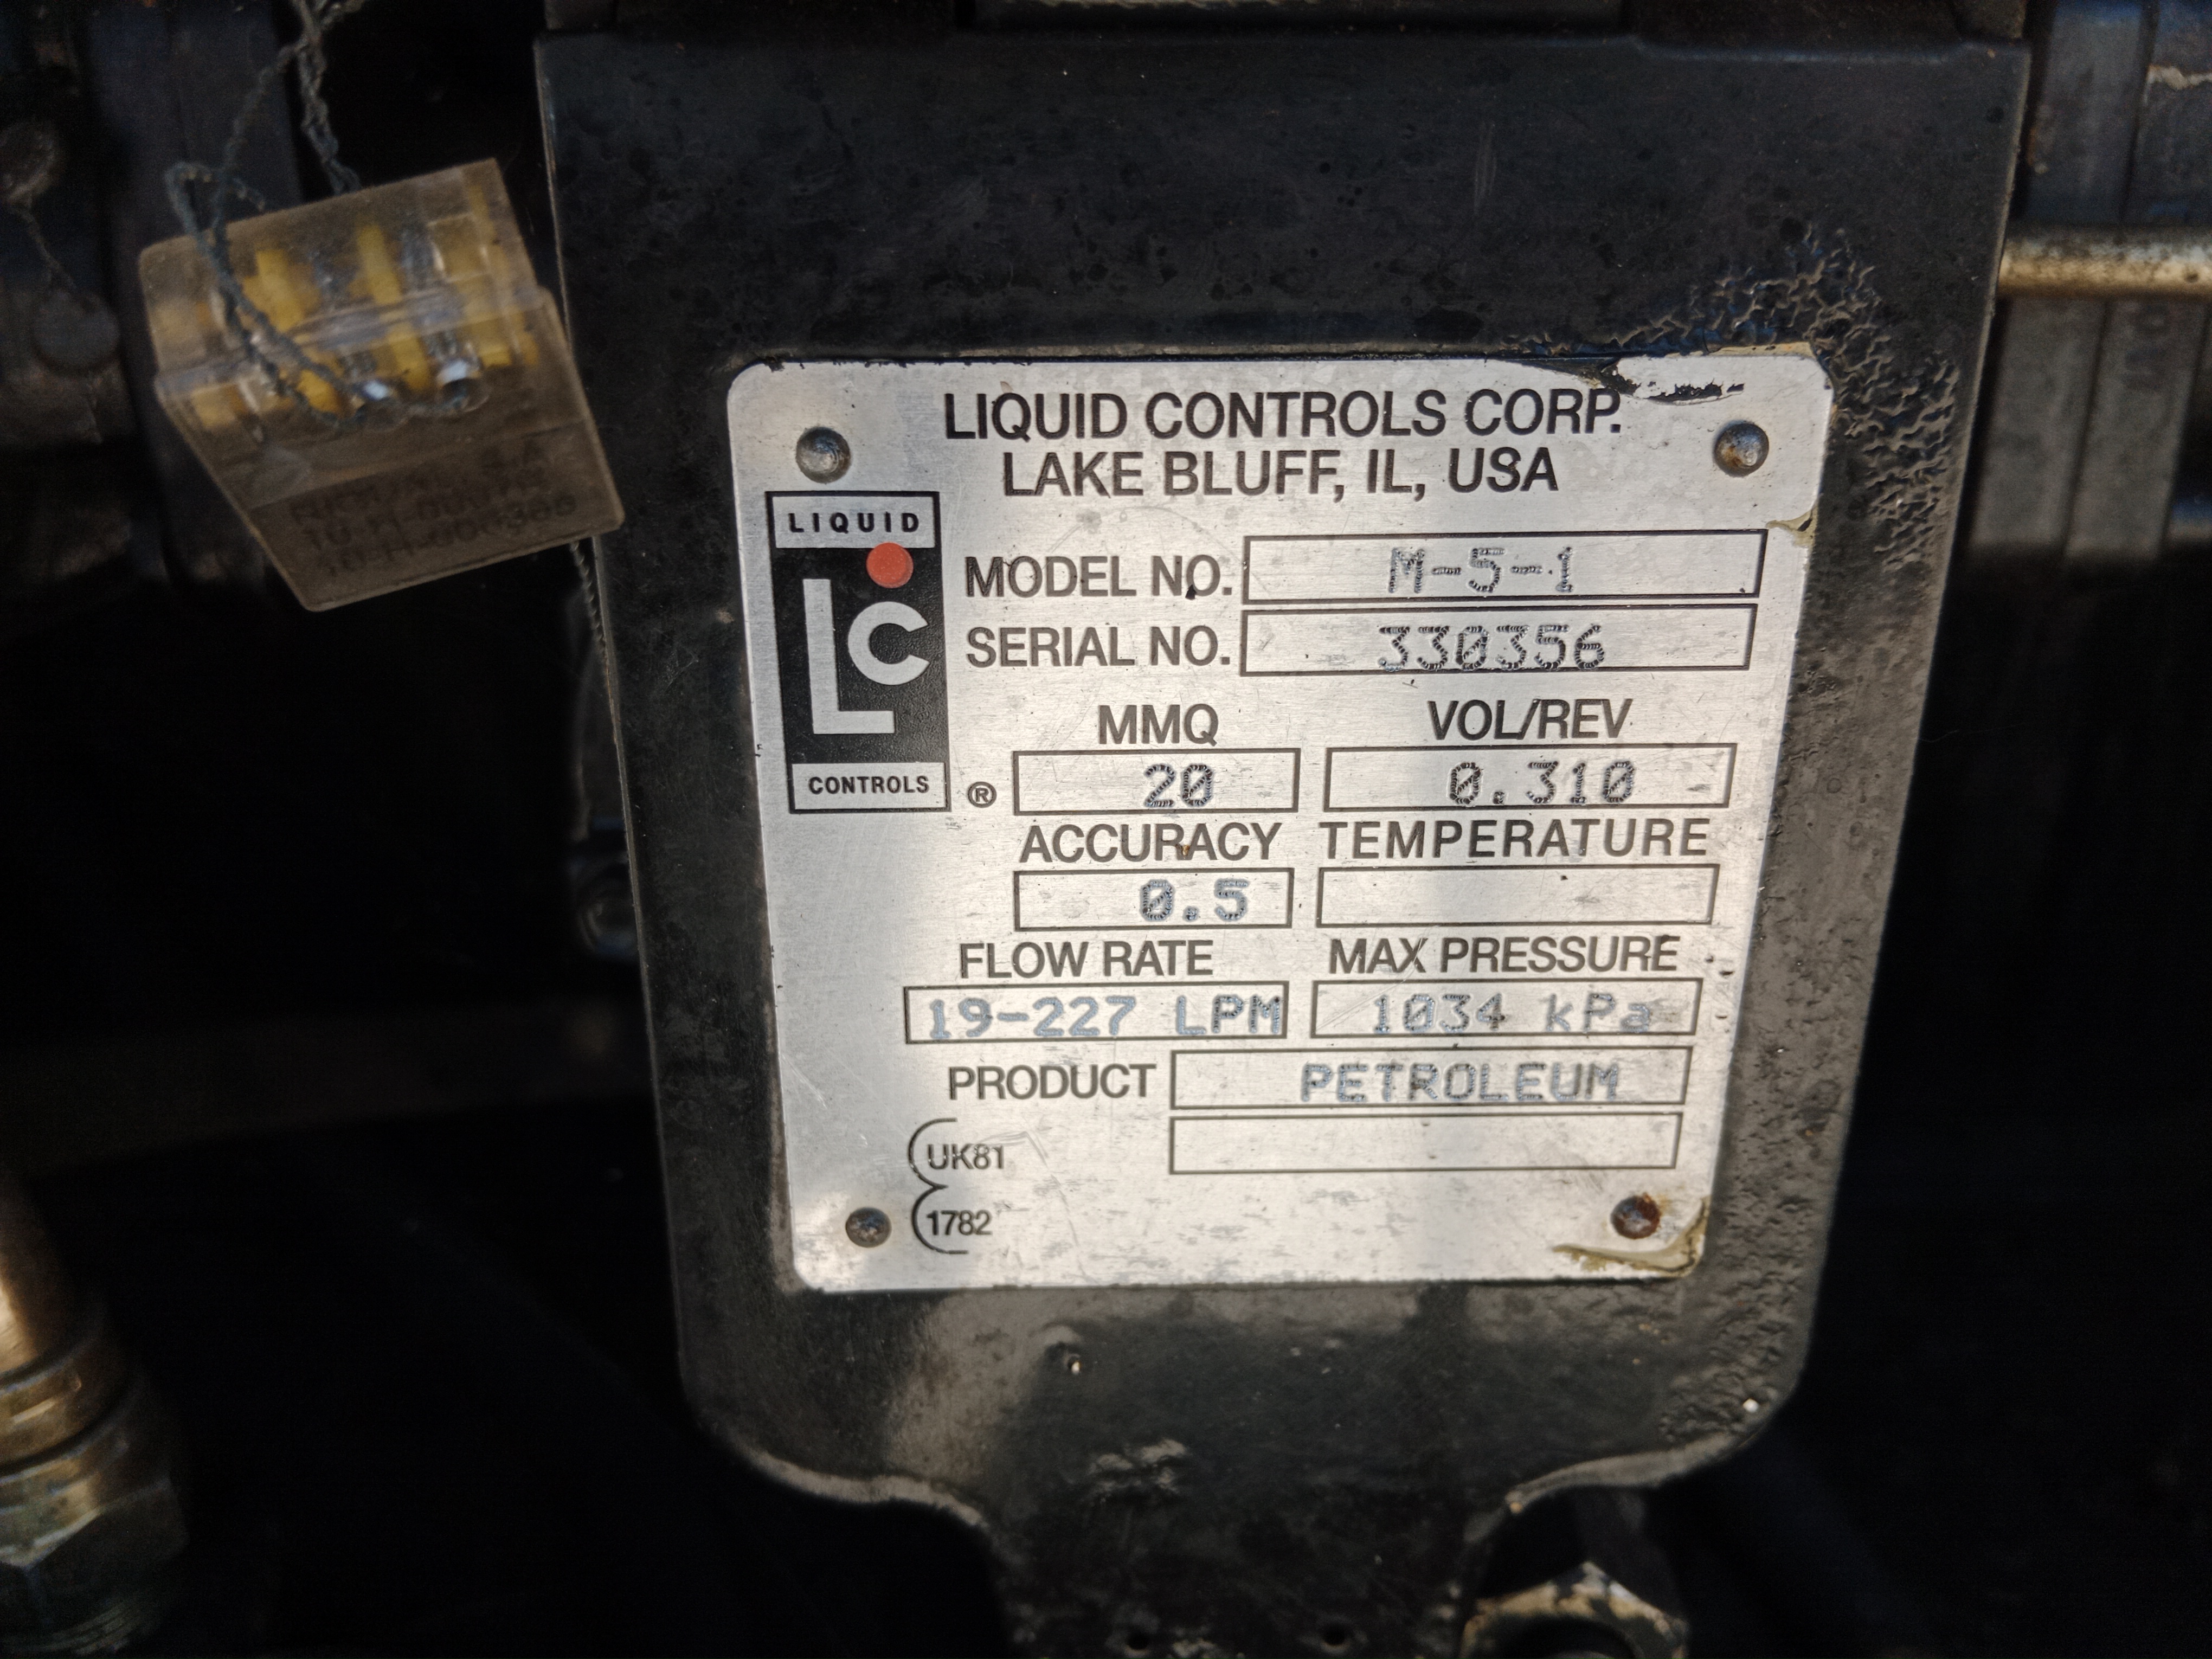 LIQUID CONTROLS CORP.
LAKE BLUFF, IL, USA
LIQUID
LC
CONTROLS
®
MODEL NO. M-5-1
SERIAL NO. 330356
MMQ VOL/REV
20 0.310
ACCURACY TEMPERATURE
0.5
FLOW RATE MAX PRESSURE
19-227 LPM 1034 kPa
PRODUCT PETROLEUM
UK81
1782